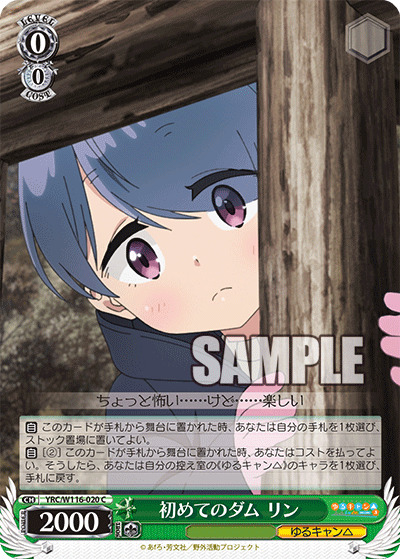 LEVEL
0
0
COST
SAMPLE
ちょっと怖い……けど……楽しい
自 このカードが手札から舞台に置かれた時、あなたは自分の手札を1枚選び、
ストック置場に置いてよい。
自 [②] このカードが手札から舞台に置かれた時、あなたはコストを払ってよ
い。そうしたら、あなたは自分の控え室の《ゆるキャン△》のキャラを1枚選び、
手札に戻す。
CH YRC/W116-020 C
2000
初めてのダム リン
ゆるキャン△
© あfろ・芳文社／野外活動プロジェクト